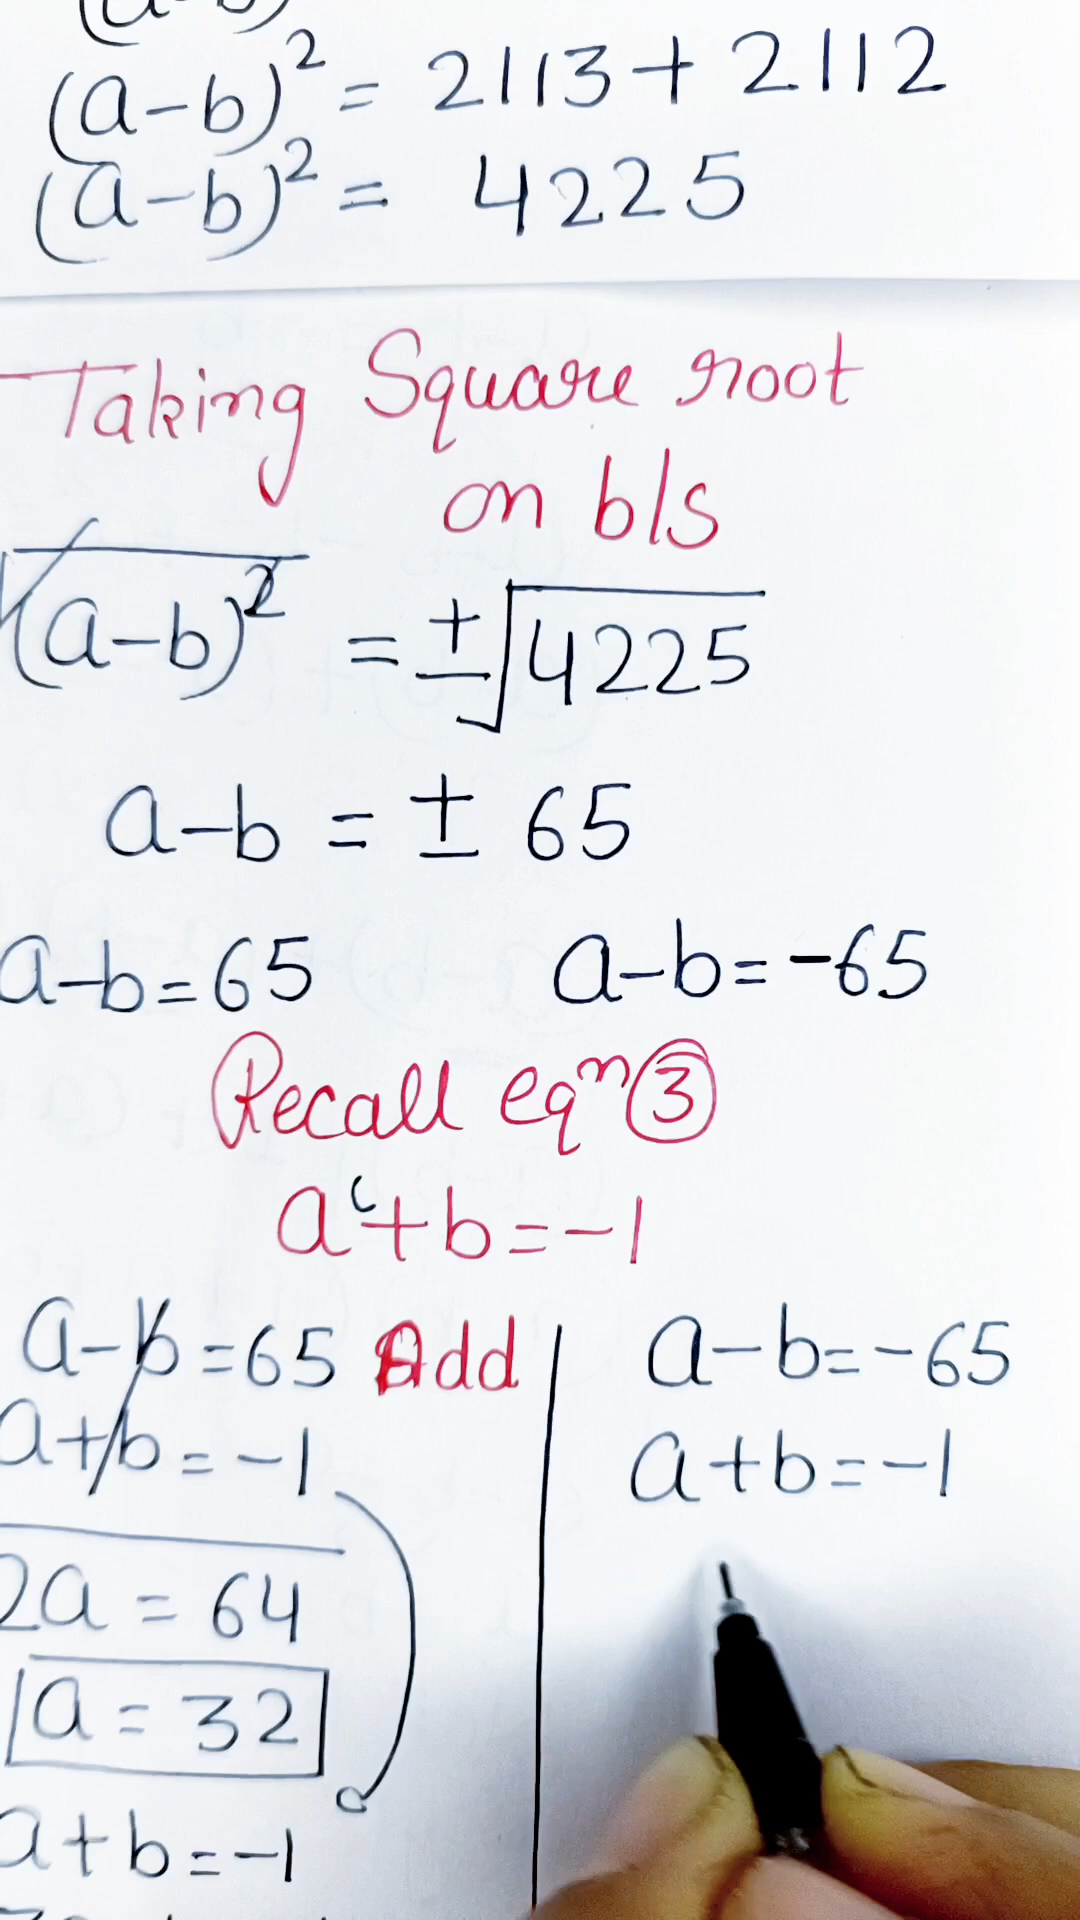 (a-b)² = 2113 + 2112
(a-b)² = 4225
Taking Square root
on b/s
√(a-b)² = ±√4225
a-b = ± 65
a-b = 65 a-b = -65
Recall eqⁿ ③
a + b = -1
a-b = 65 Add a-b = -65
a+b = -1 a+b = -1
2a = 64
a = 32
a+b = -1